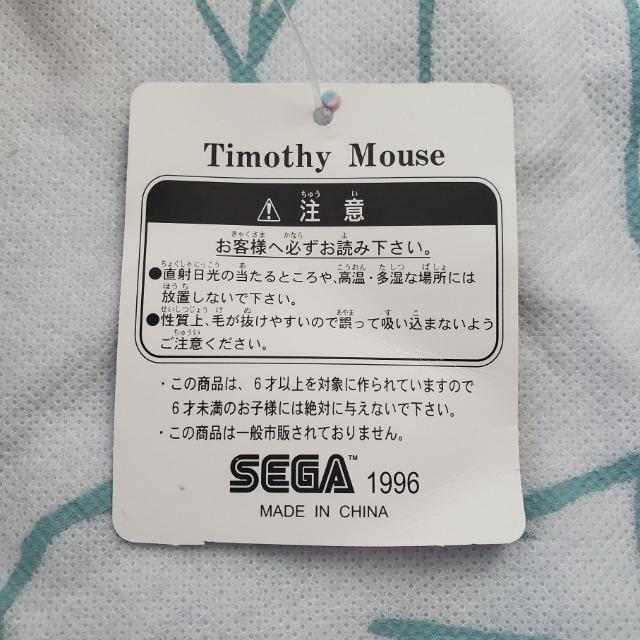 Timothy Mouse
⚠ 注意
お客様へ必ずお読み下さい。
●直射日光の当たるところや、高温・多湿な場所には
放置しないで下さい。
●性質上、毛が抜けやすいので誤って吸い込まないよう
ご注意ください。
・この商品は、6才以上を対象に作られていますので
6才未満のお子様には絶対に与えないで下さい。
・この商品は一般市販されておりません。
SEGA™ 1996
MADE IN CHINA